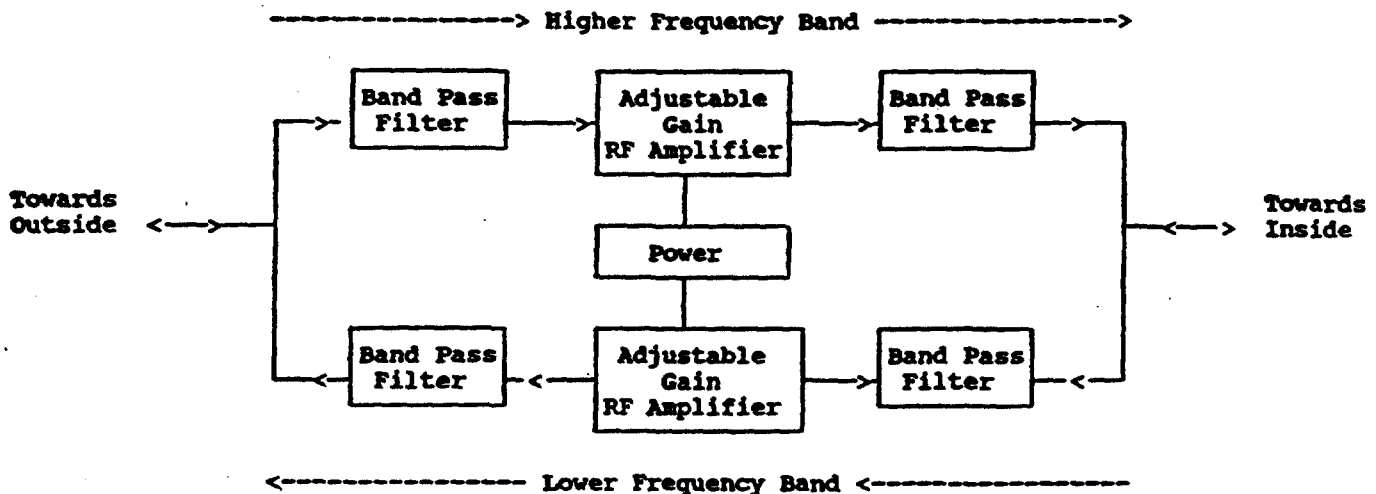 Higher Frequency Band
Band Pass
Filter
Adjustable
Gain
RF Amplifier
Band Pass
Filter
Towards
Outside
Power
Towards
Inside
Band Pass
Filter
Adjustable
Gain
RF Amplifier
Band Pass
Filter
Lower Frequency Band